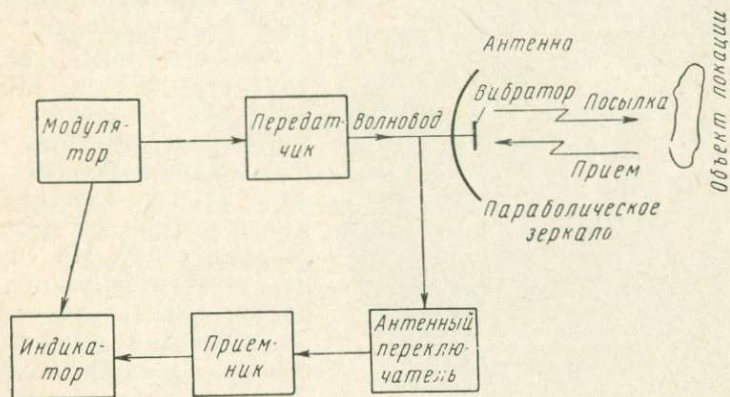 Антенна
Модуля-
тор
Передат-
чик
Волновод
Вибратор
Посылка
Прием
Объект локации
Параболическое
зеркало
Индика-
тор
Прием-
ник
Антенный
переклю-
чатель